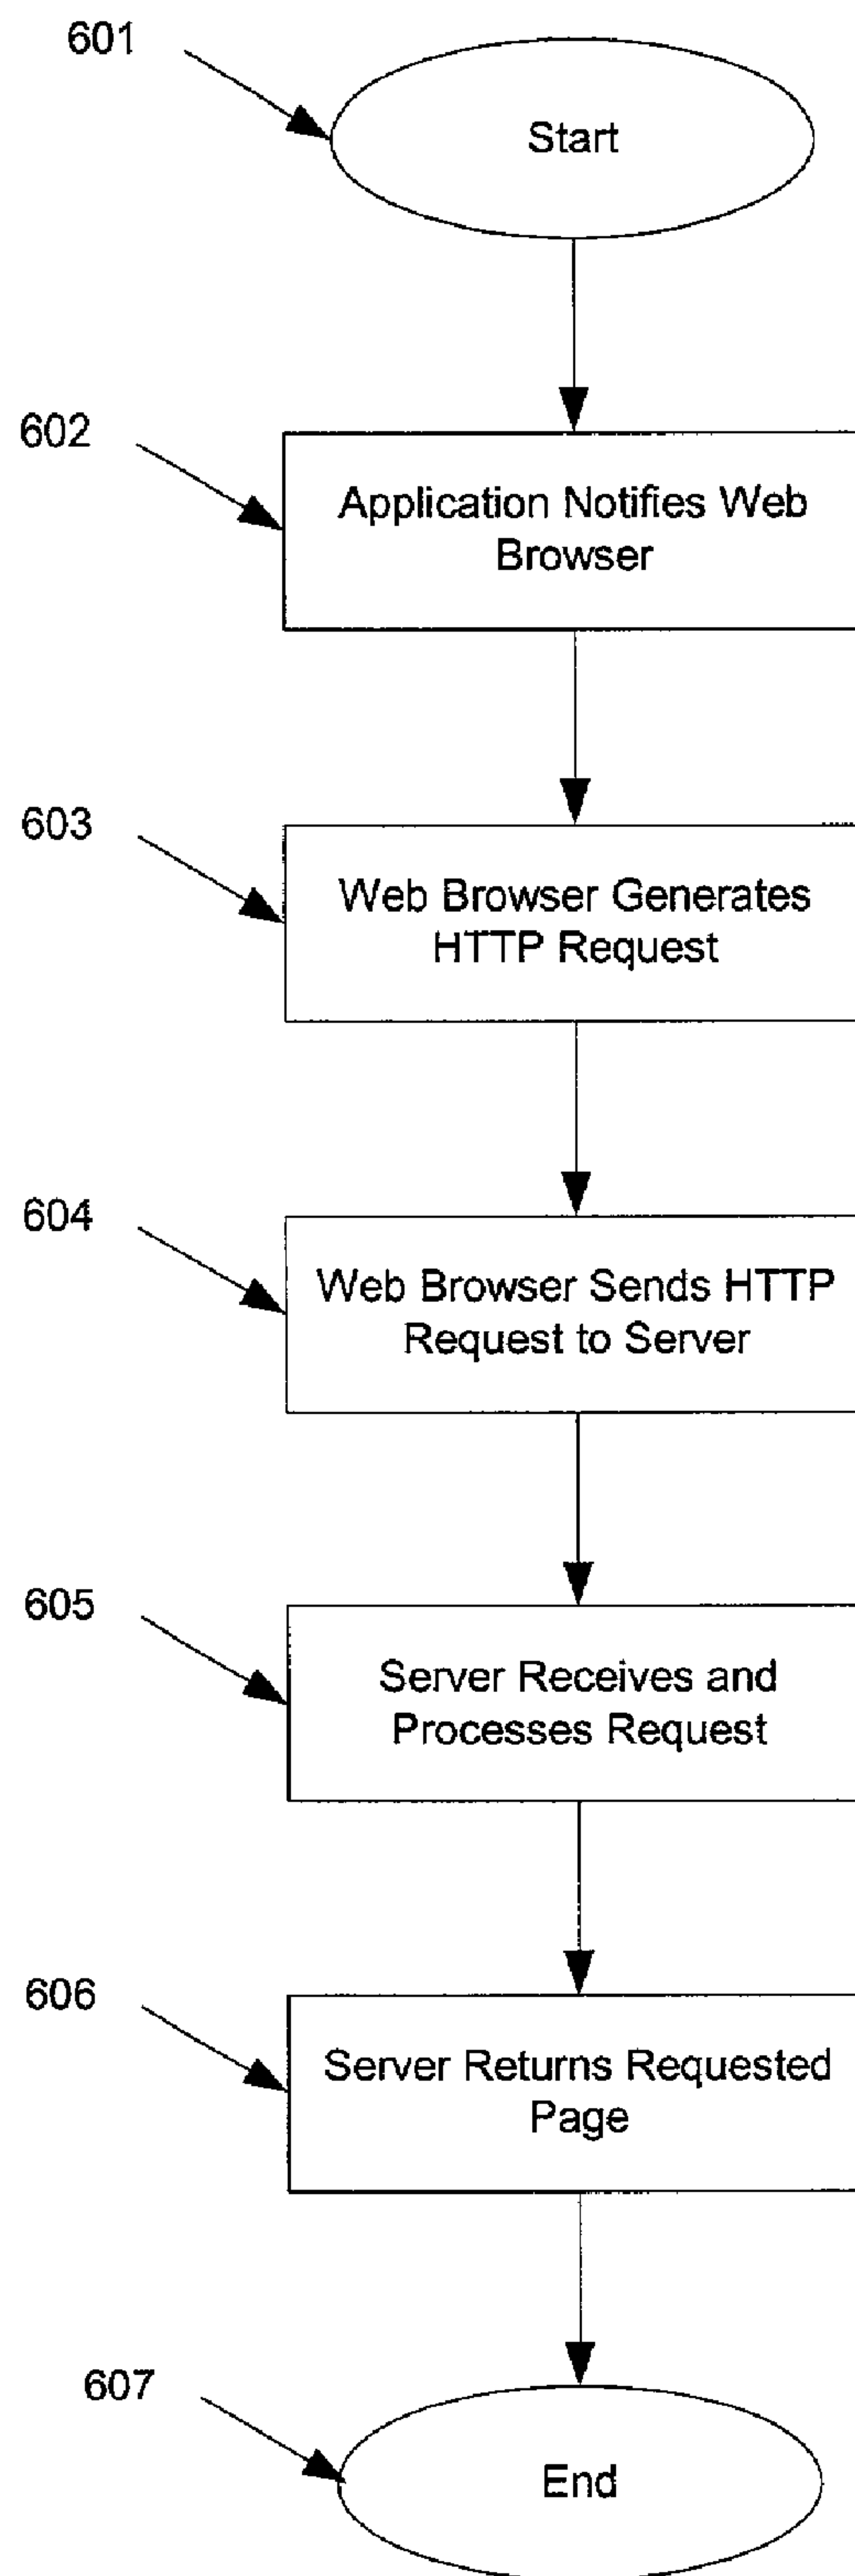 601
Start
602
Application Notifies Web
Browser
603
Web Browser Generates
HTTP Request
604
Web Browser Sends HTTP
Request to Server
605
Server Receives and
Processes Request
606
Server Returns Requested
Page
607
End